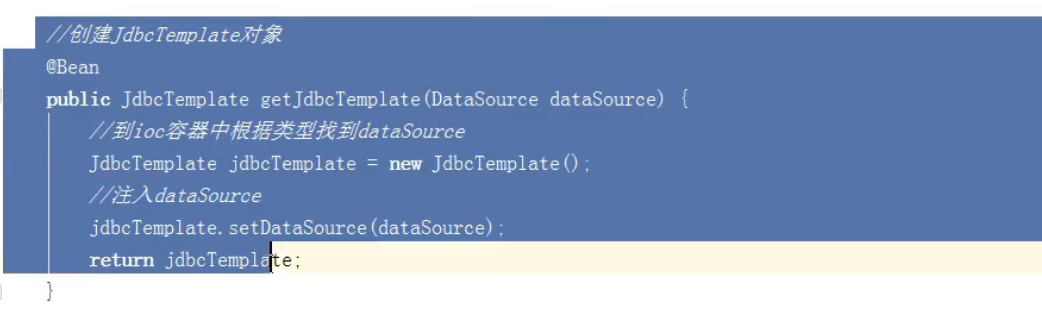 //创建JdbcTemplate对象
@Bean
public JdbcTemplate getJdbcTemplate(DataSource dataSource) {
//到ioc容器中根据类型找到dataSource
JdbcTemplate jdbcTemplate = new JdbcTemplate();
//注入dataSource
jdbcTemplate.setDataSource(dataSource);
return jdbcTemplate;
}